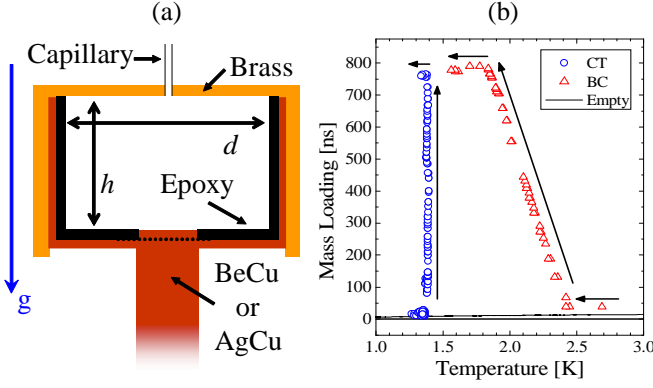 (a)
Capillary
Brass
d
h
Epoxy
g
BeCu
or
AgCu
(b)
800
700
600
500
400
300
200
100
0
Mass Loading [ns]
CT
BC
Empty
1.0 1.5 2.0 2.5 3.0
Temperature [K]